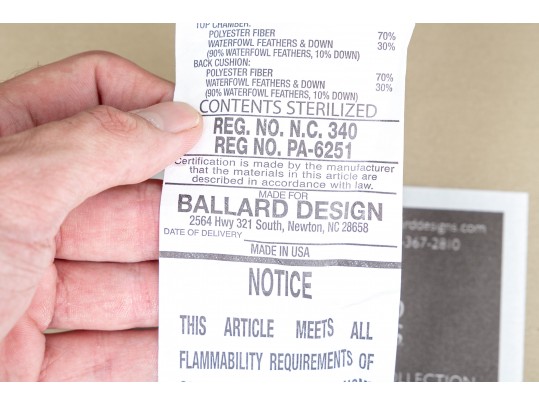 TOP CHAMBER:
POLYESTER FIBER 70%
WATERFOWL FEATHERS & DOWN 30%
(90% WATERFOWL FEATHERS, 10% DOWN)
BACK CUSHION:
POLYESTER FIBER 70%
WATERFOWL FEATHERS & DOWN 30%
(90% WATERFOWL FEATHERS, 10% DOWN)
CONTENTS STERILIZED
REG. NO. N.C. 340
REG NO. PA-6251
Certification is made by the manufacturer
that the materials in this article are
described in accordance with law.
MADE FOR
BALLARD DESIGN
2564 Hwy 321 South, Newton, NC 28658
DATE OF DELIVERY
MADE IN USA
NOTICE
THIS ARTICLE MEETS ALL
FLAMMABILITY REQUIREMENTS OF
arddesigns.com
367-2810
LLECTION